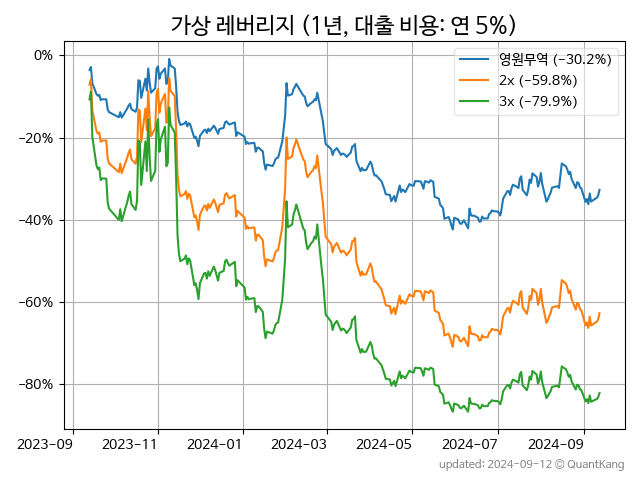 가상 레버리지 (1년, 대출 비용: 연 5%)
영원무역 (−30.2%)
2x (−59.8%)
3x (−79.9%)
0%
−20%
−40%
−60%
−80%
2023-09 2023-11 2024-01 2024-03 2024-05 2024-07 2024-09
updated: 2024-09-12 © QuantKang